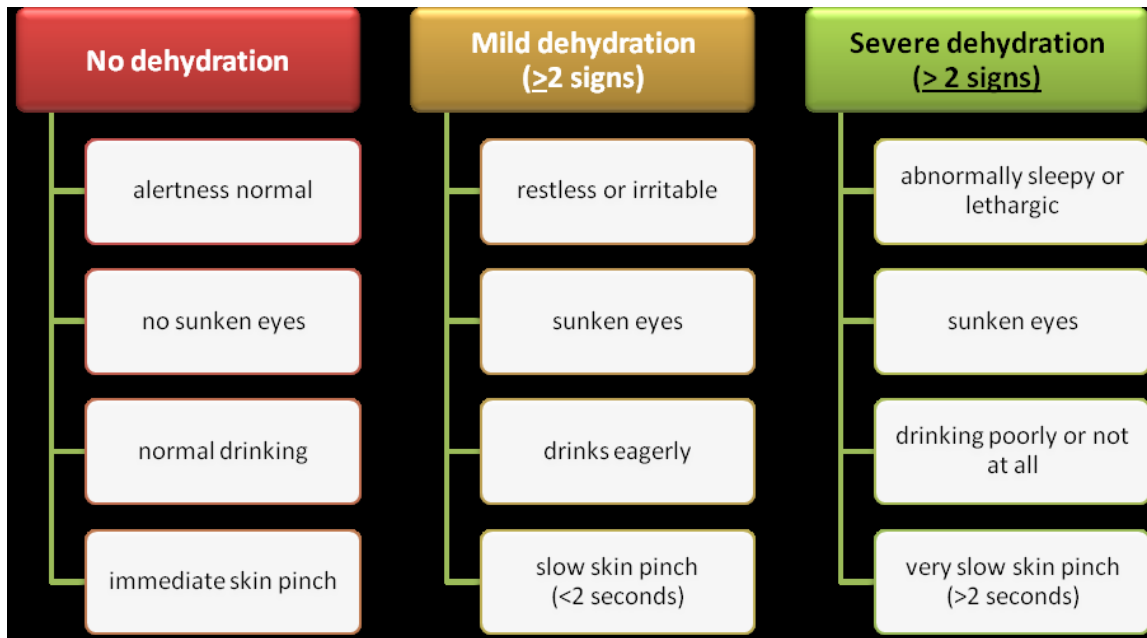 No dehydration
alertness normal
no sunken eyes
normal drinking
immediate skin pinch
Mild dehydration
(≥2 signs)
restless or irritable
sunken eyes
drinks eagerly
slow skin pinch
(<2 seconds)
Severe dehydration
(> 2 signs)
abnormally sleepy or
lethargic
sunken eyes
drinking poorly or not
at all
very slow skin pinch
(>2 seconds)